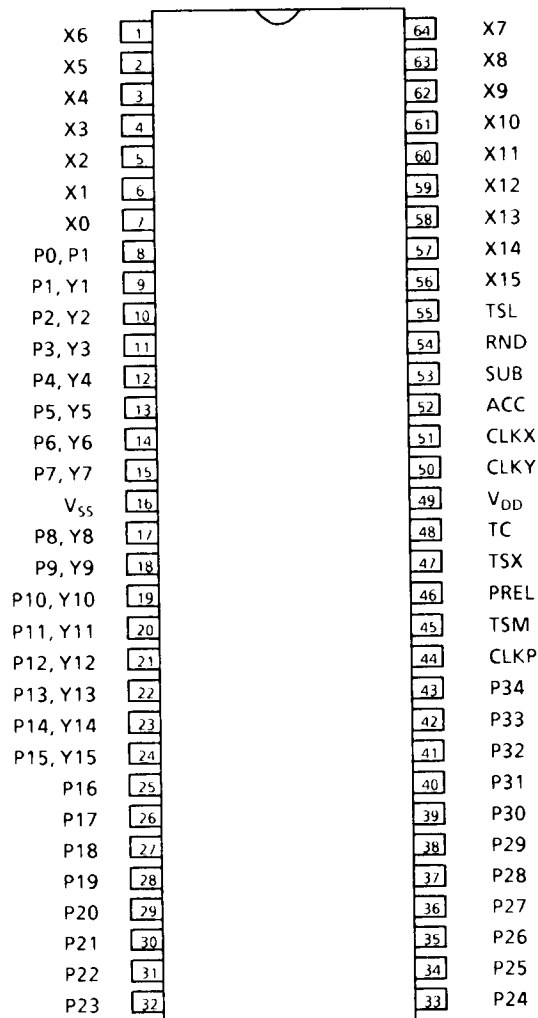 X6 1 64 X7
X5 2 63 X8
X4 3 62 X9
X3 4 61 X10
X2 5 60 X11
X1 6 59 X12
X0 7 58 X13
P0, P1 8 57 X14
P1, Y1 9 56 X15
P2, Y2 10 55 TSL
P3, Y3 11 54 RND
P4, Y4 12 53 SUB
P5, Y5 13 52 ACC
P6, Y6 14 51 CLKX
P7, Y7 15 50 CLKY
VSS 16 49 VDD
P8, Y8 17 48 TC
P9, Y9 18 47 TSX
P10, Y10 19 46 PREL
P11, Y11 20 45 TSM
P12, Y12 21 44 CLKP
P13, Y13 22 43 P34
P14, Y14 23 42 P33
P15, Y15 24 41 P32
P16 25 40 P31
P17 26 39 P30
P18 27 38 P29
P19 28 37 P28
P20 29 36 P27
P21 30 35 P26
P22 31 34 P25
P23 32 33 P24